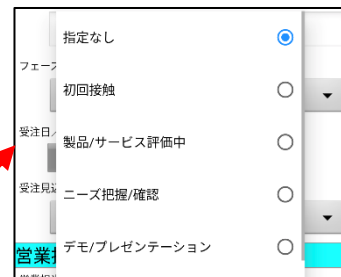 指定なし
フェーズ
初回接触
受注日/
製品/サービス評価中
受注見込
ニーズ把握/確認
営業担
デモ/プレゼンテーション